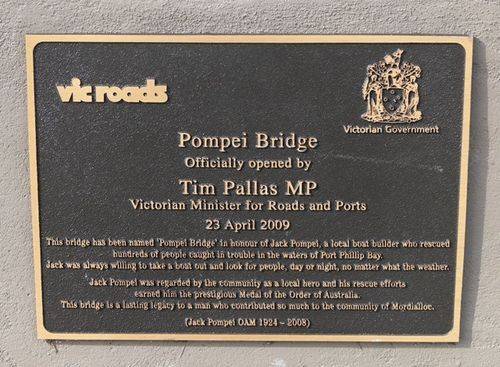 vic roads
Victorian Government
Pompei Bridge
Officially opened by
Tim Pallas MP
Victorian Minister for Roads and Ports
23 April 2009
This bridge has been named 'Pompei Bridge' in honour of Jack Pompei, a local boat builder who rescued
hundreds of people caught in trouble in the waters of Port Phillip Bay.
Jack was always willing to take a boat out and look for people, day or night, no matter what the weather.
Jack Pompei was regarded by the community as a local hero and his rescue efforts
earned him the prestigious Medal of the Order of Australia.
This bridge is a lasting legacy to a man who contributed so much to the community of Mordialloc.
(Jack Pompei OAM 1924 – 2008)